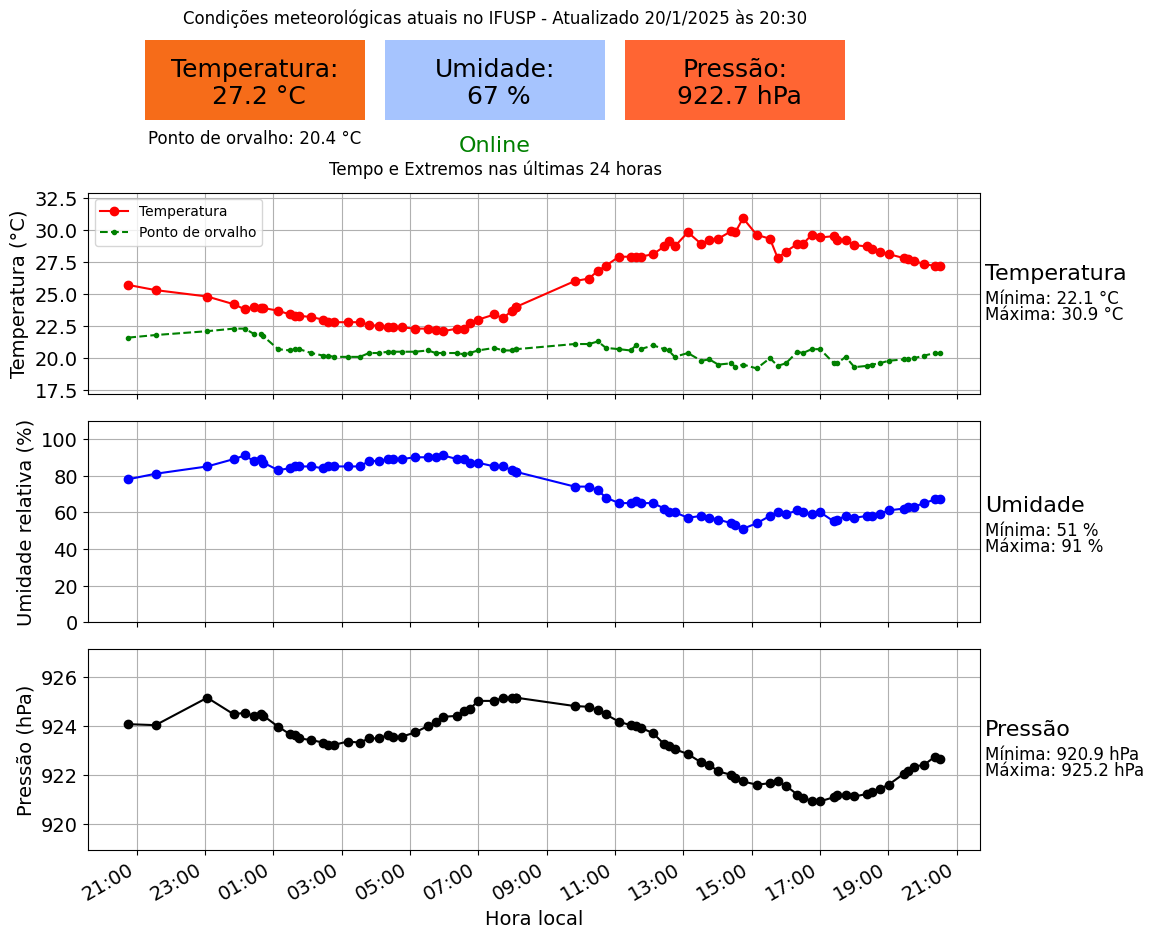 Condições meteorológicas atuais no IFUSP - Atualizado 20/1/2025 às 20:30
Temperatura:
27.2 °C
Umidade:
67 %
Pressão:
922.7 hPa
Ponto de orvalho: 20.4 °C
Online
Tempo e Extremos nas últimas 24 horas
Temperatura (°C)
32.5
30.0
27.5
25.0
22.5
20.0
17.5
Temperatura
Ponto de orvalho
Temperatura
Mínima: 22.1 °C
Máxima: 30.9 °C
Umidade relativa (%)
100
80
60
40
20
0
Umidade
Mínima: 51 %
Máxima: 91 %
Pressão (hPa)
926
924
922
920
Pressão
Mínima: 920.9 hPa
Máxima: 925.2 hPa
21:00 23:00 01:00 03:00 05:00 07:00 09:00 11:00 13:00 15:00 17:00 19:00 21:00
Hora local